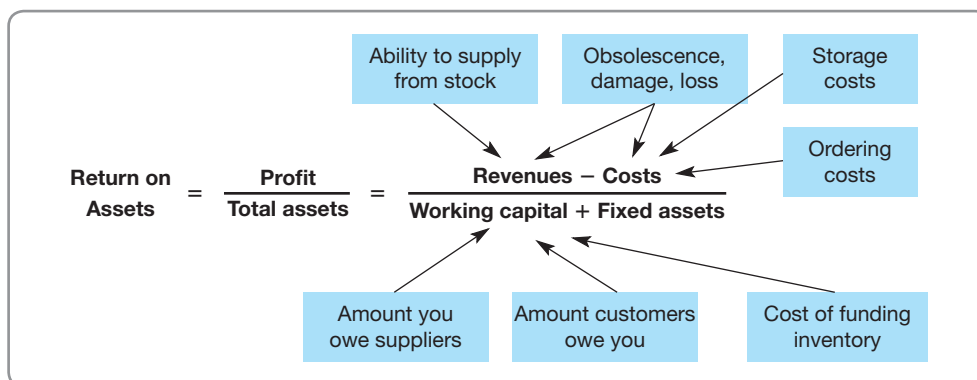 Ability to supply
from stock
Obsolescence,
damage, loss
Storage
costs
Ordering
costs
Return on
Assets
=
Profit
Total assets
=
Revenues − Costs
Working capital + Fixed assets
Amount you
owe suppliers
Amount customers
owe you
Cost of funding
inventory